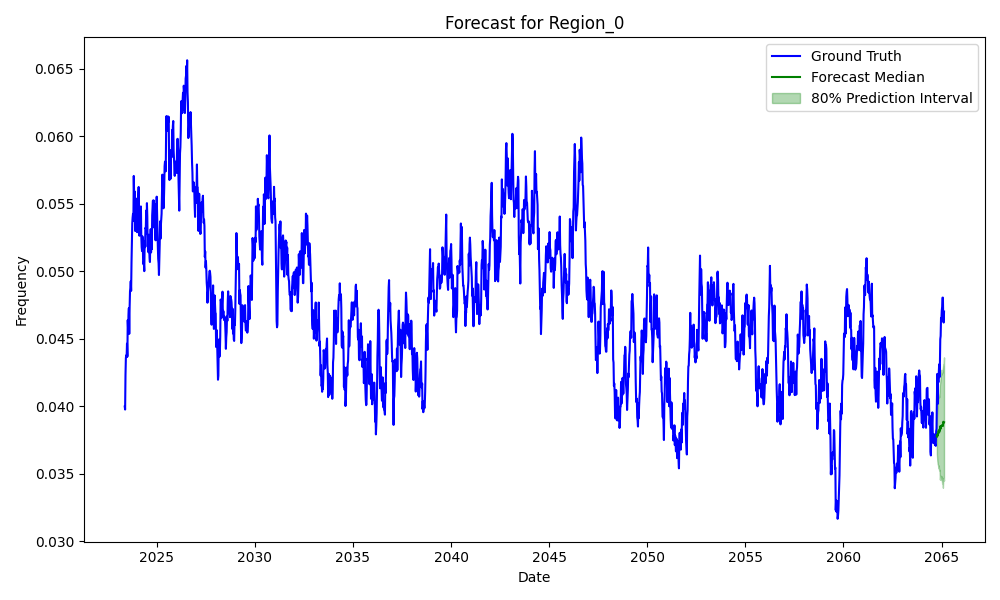 Forecast for Region_0
Ground Truth
Forecast Median
80% Prediction Interval
Frequency
0.065
0.060
0.055
0.050
0.045
0.040
0.035
0.030
2025
2030
2035
2040
2045
2050
2055
2060
2065
Date